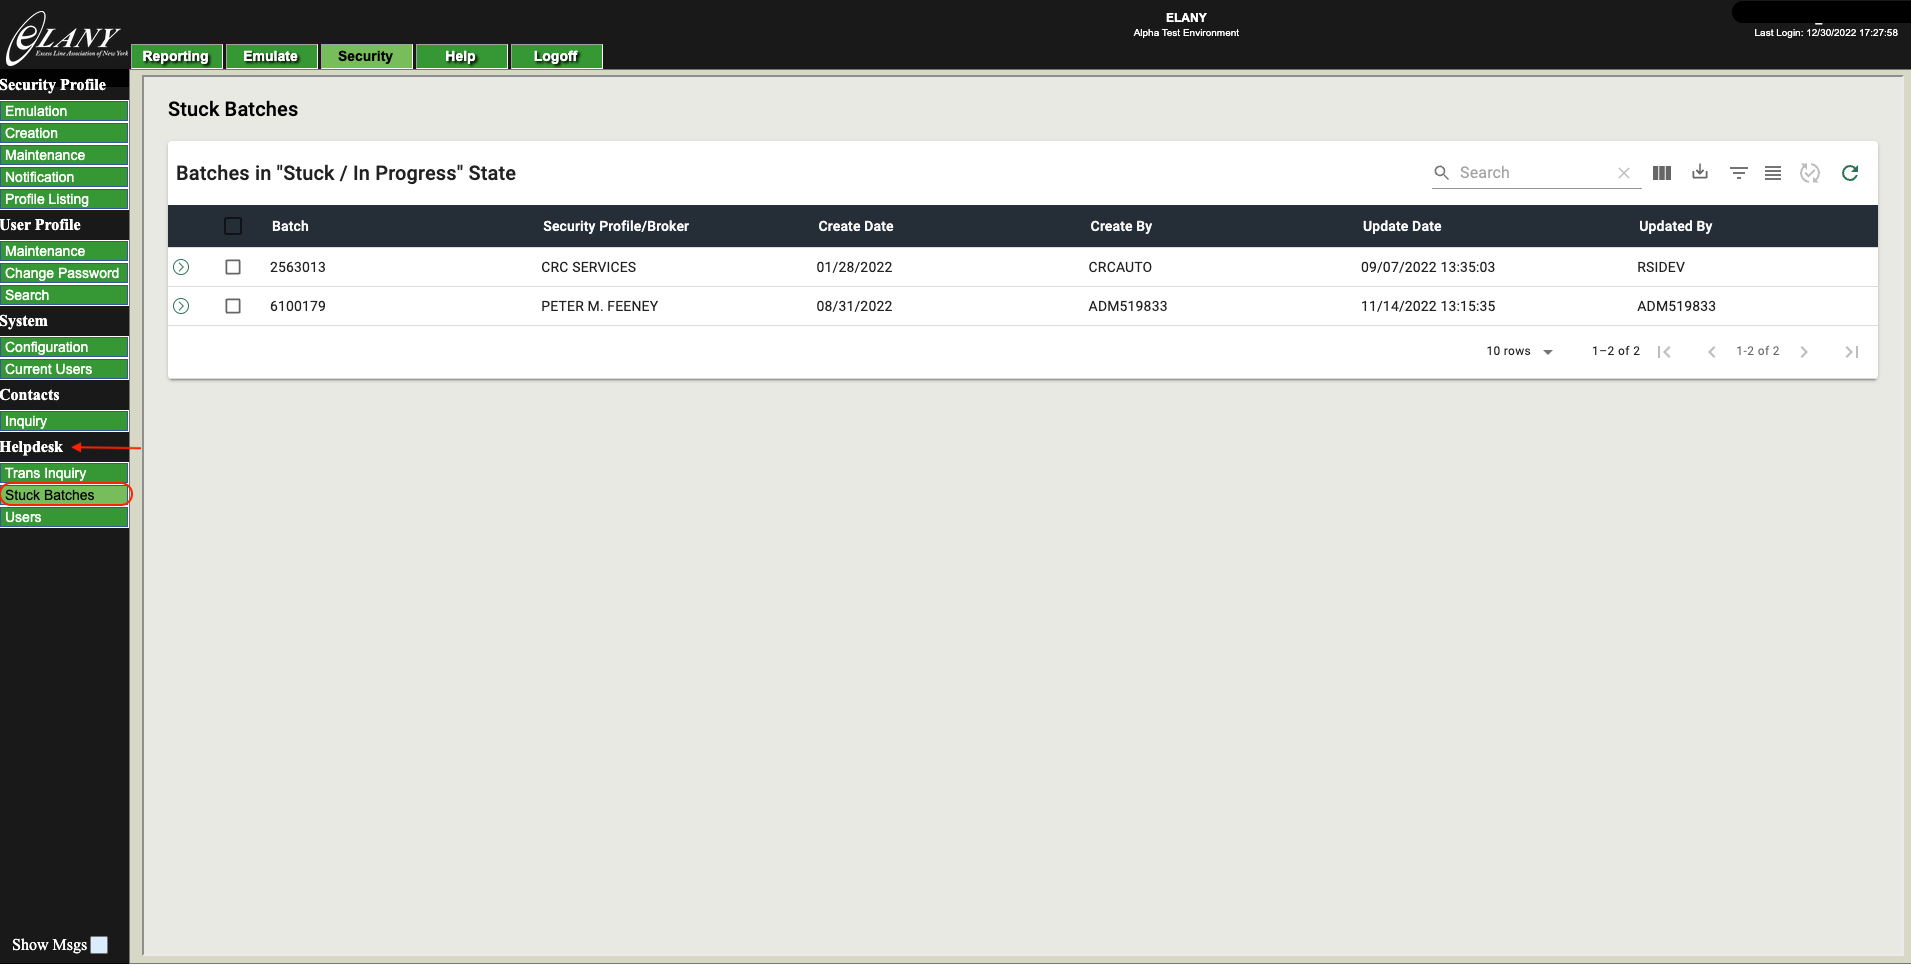 ELANY
Excess Line Association of New York
ELANY
Alpha Test Environment
Last Login: 12/30/2022 17:27:58
Reporting Emulate Security Help Logoff
Security Profile
Emulation
Creation
Maintenance
Notification
Profile Listing
User Profile
Maintenance
Change Password
Search
System
Configuration
Current Users
Contacts
Inquiry
Helpdesk
Trans Inquiry
Stuck Batches
Users
Show Msgs
Stuck Batches
Batches in "Stuck / In Progress" State
Search
Batch Security Profile/Broker Create Date Create By Update Date Updated By
2563013 CRC SERVICES 01/28/2022 CRCAUTO 09/07/2022 13:35:03 RSIDEV
6100179 PETER M. FEENEY 08/31/2022 ADM519833 11/14/2022 13:15:35 ADM519833
10 rows 1–2 of 2 1-2 of 2